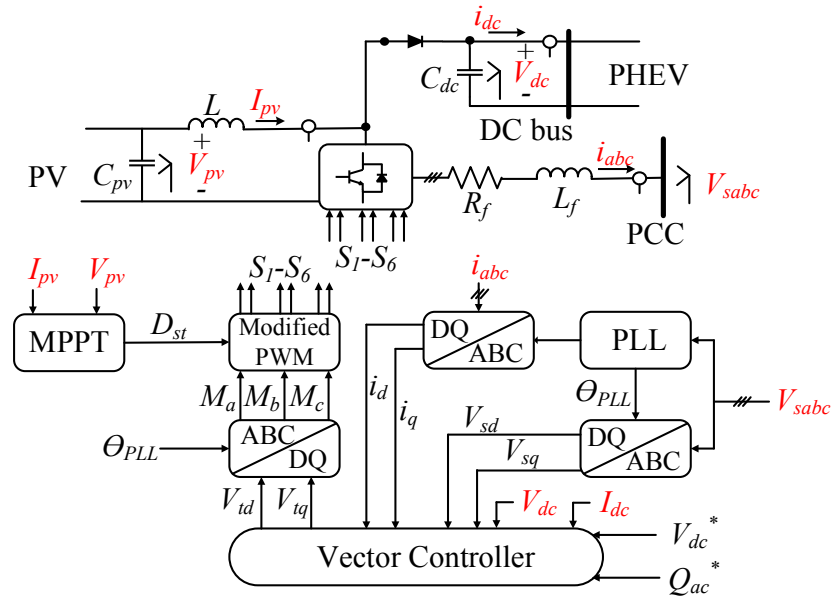 i_dc
L I_pv C_dc + V_dc - PHEV
DC bus
PV C_pv + V_pv - i_abc
R_f L_f V_sabc
PCC
S_1-S_6
I_pv V_pv S_1-S_6 i_abc
MPPT D_st Modified PWM DQ ABC PLL
M_a M_b M_c i_d i_q Θ_PLL V_sabc
Θ_PLL ABC DQ V_sd V_sq DQ ABC
V_td V_tq V_dc I_dc
Vector Controller V_dc*
Q_ac*